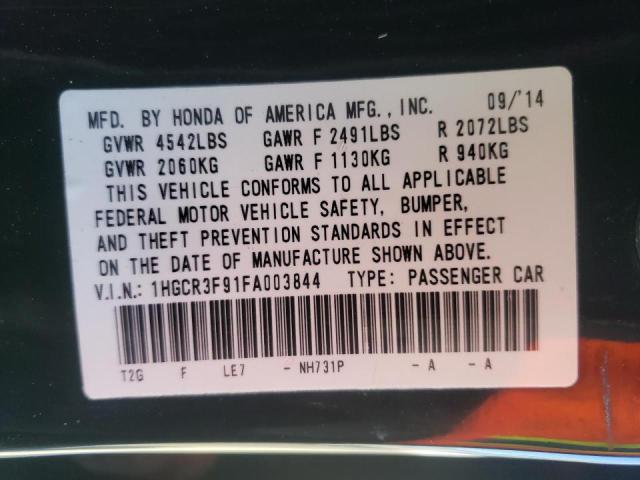 MFD. BY HONDA OF AMERICA MFG., INC. 09/'14
GVWR 4542LBS GAWR F 2491LBS R 2072LBS
GVWR 2060KG GAWR F 1130KG R 940KG
THIS VEHICLE CONFORMS TO ALL APPLICABLE
FEDERAL MOTOR VEHICLE SAFETY, BUMPER,
AND THEFT PREVENTION STANDARDS IN EFFECT
ON THE DATE OF MANUFACTURE SHOWN ABOVE.
V.I.N.: 1HGCR3F91FA003844 TYPE: PASSENGER CAR
T2G F LE7 - NH731P - A - A